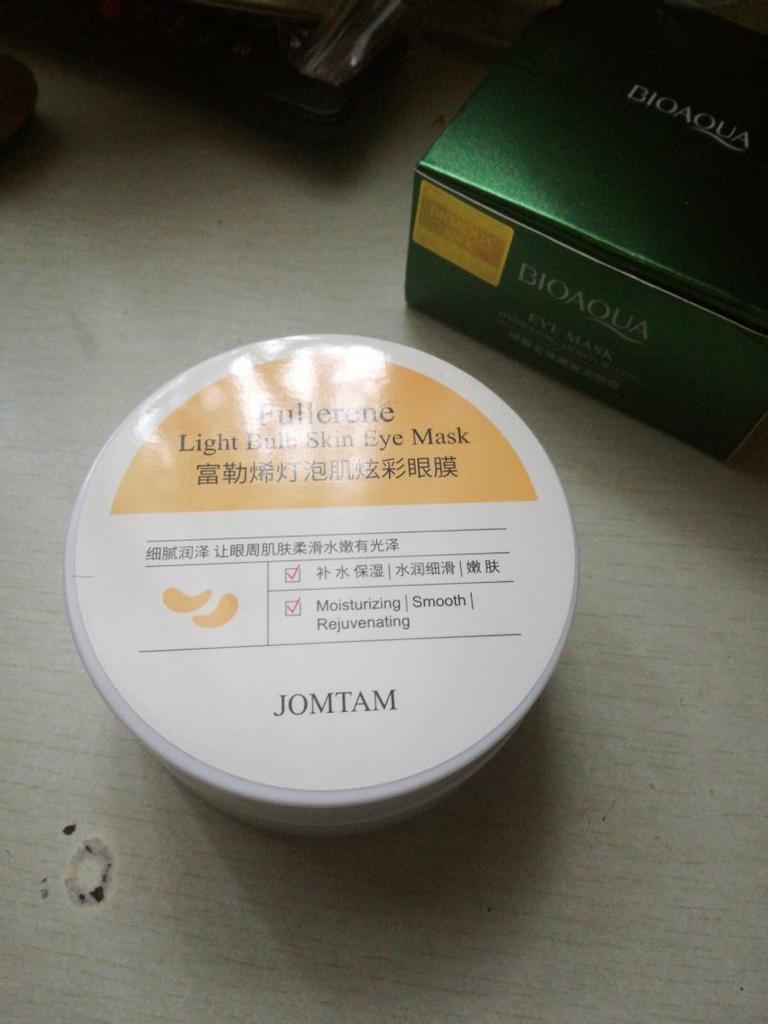 BIOAQUA
BIOAQUA
BIOAQUA
EYE MASK
Fullerene
Light Bulb Skin Eye Mask
富勒烯灯泡肌炫彩眼膜
细腻润泽 让眼周肌肤柔滑水嫩有光泽
补水保湿|水润细滑|嫩肤
Moisturizing|Smooth|
Rejuvenating
JOMTAM